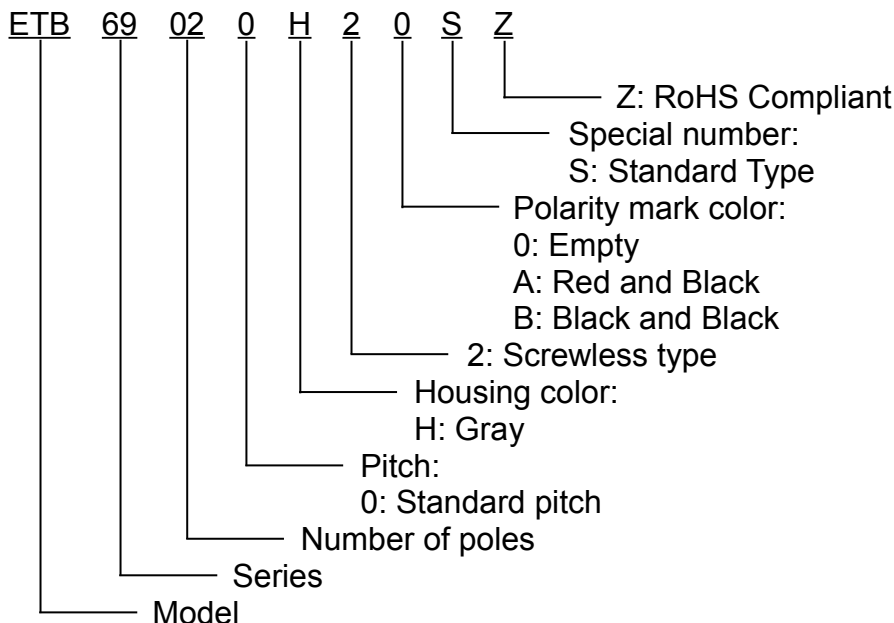 ETB 69 02 0 H 2 0 S Z
Z: RoHS Compliant
Special number:
S: Standard Type
Polarity mark color:
0: Empty
A: Red and Black
B: Black and Black
2: Screwless type
Housing color:
H: Gray
Pitch:
0: Standard pitch
Number of poles
Series
Model